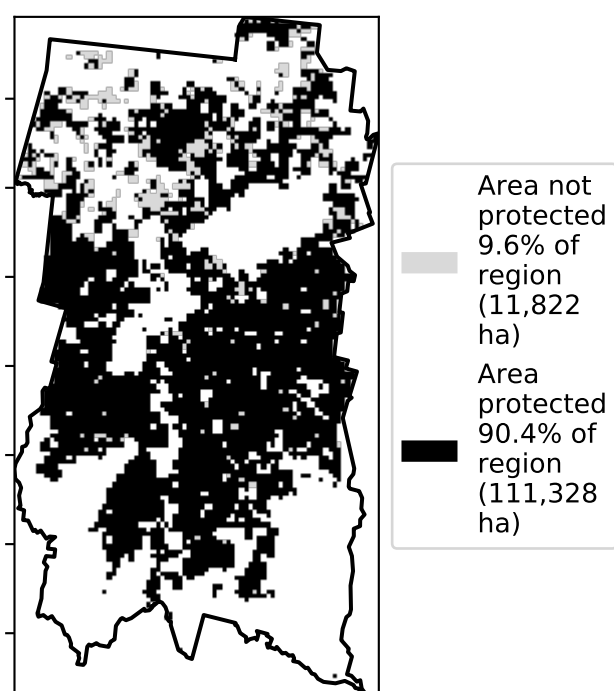 Area not
protected
9.6% of
region
(11,822
ha)
Area
protected
90.4% of
region
(111,328
ha)